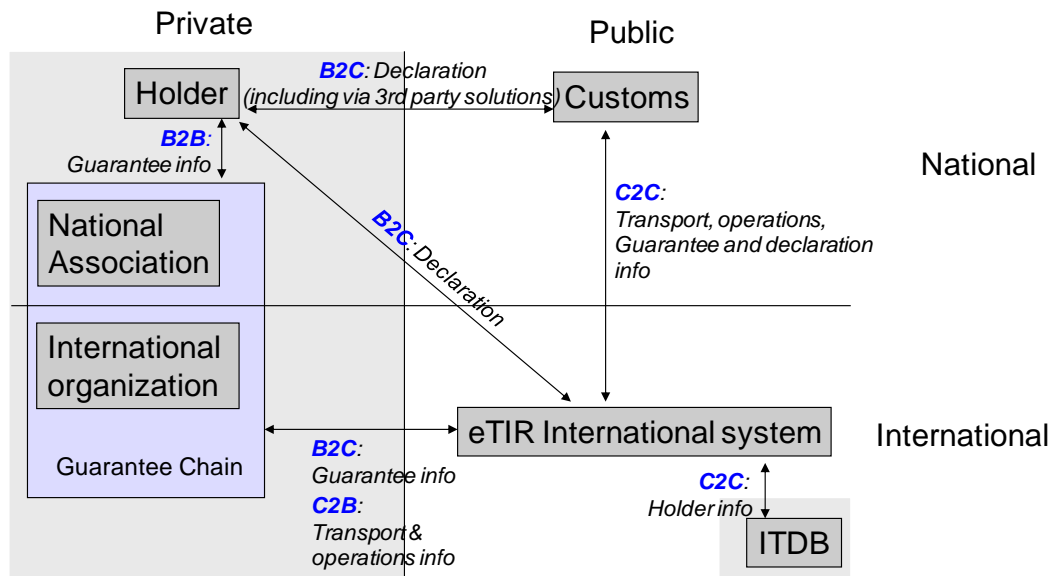 Private
Public
Holder
B2C: Declaration
(including via 3rd party solutions)
Customs
B2B:
Guarantee info
National
National
Association
B2C: Declaration
C2C:
Transport, operations,
Guarantee and declaration
info
International
organization
Guarantee Chain
eTIR International system
International
B2C:
Guarantee info
C2B:
Transport &
operations info
C2C:
Holder info
ITDB